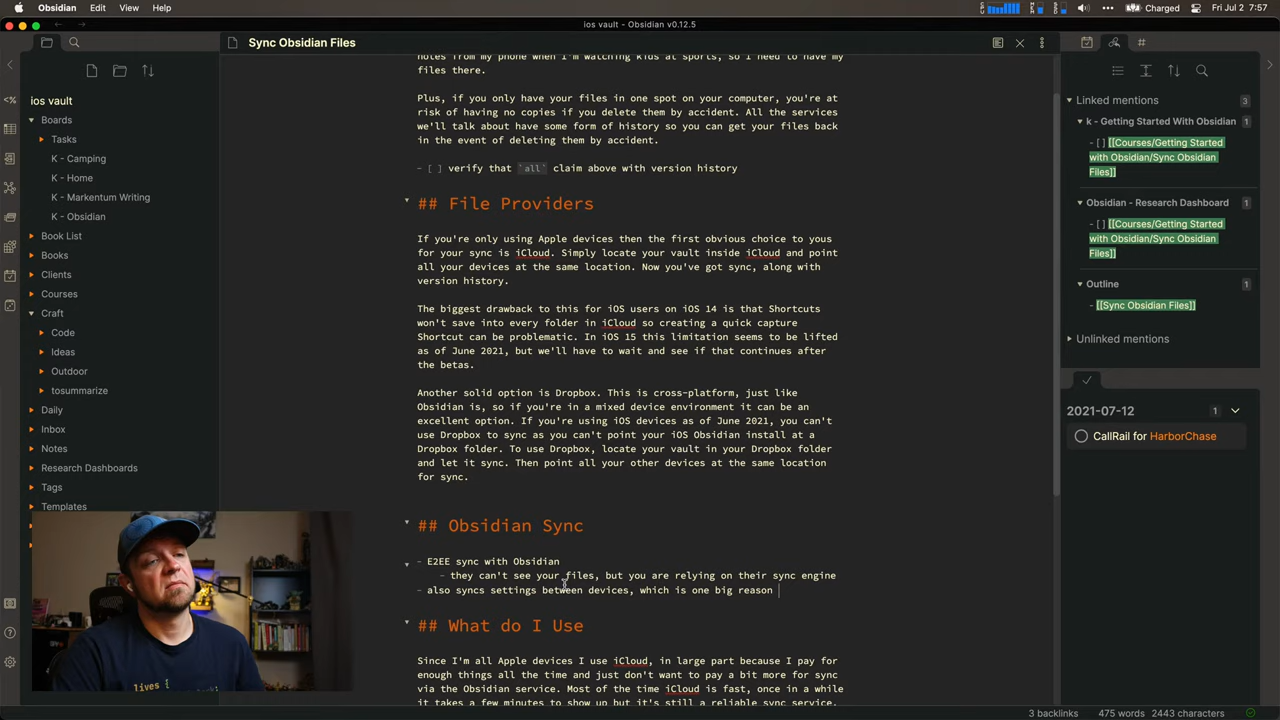 Obsidian Edit View Help
Charged Fri Jul 2 7:57
ios vault - Obsidian v0.12.5
Sync Obsidian Files
ios vault
Boards
Tasks
K - Camping
K - Home
K - Markentum Writing
K - Obsidian
Book List
Books
Clients
Courses
Craft
Code
Ideas
Outdoor
tosummarize
Daily
Inbox
Notes
Research Dashboards
Tags
Templates
notes from my phone when I'm watching kids at sports, so I need to have my
files there.
Plus, if you only have your files in one spot on your computer, you're at
risk of having no copies if you delete them by accident. All the services
we'll talk about have some form of history so you can get your files back
in the event of deleting them by accident.
- [ ] verify that `all` claim above with version history
## File Providers
If you're only using Apple devices then the first obvious choice to yous
for your sync is iCloud. Simply locate your vault inside iCloud and point
all your devices at the same location. Now you've got sync, along with
version history.
The biggest drawback to this for iOS users on iOS 14 is that Shortcuts
won't save into every folder in iCloud so creating a quick capture
Shortcut can be problematic. In iOS 15 this limitation seems to be lifted
as of June 2021, but we'll have to wait and see if that continues after
the betas.
Another solid option is Dropbox. This is cross-platform, just like
Obsidian is, so if you're in a mixed device environment it can be an
excellent option. If you're using iOS devices as of June 2021, you can't
use Dropbox to sync as you can't point your iOS Obsidian install at a
Dropbox folder. To use Dropbox, locate your vault in your Dropbox folder
and let it sync. Then point all your other devices at the same location
for sync.
## Obsidian Sync
- E2EE sync with Obsidian
- they can't see your files, but you are relying on their sync engine
- also syncs settings between devices, which is one big reason
## What do I Use
Since I'm all Apple devices I use iCloud, in large part because I pay for
enough things all the time and just don't want to pay a bit more for sync
via the Obsidian service. Most of the time iCloud is fast, once in a while
it takes a few minutes to show up but it's still a reliable sync service.
Linked mentions 3
k - Getting Started With Obsidian 1
- [ ] [[Courses/Getting Started
with Obsidian/Sync Obsidian
Files]]
Obsidian - Research Dashboard 1
- [ ] [[Courses/Getting Started
with Obsidian/Sync Obsidian
Files]]
Outline 1
- [[Sync Obsidian Files]]
Unlinked mentions
2021-07-12 1
CallRail for HarborChase
lives {
3 backlinks 475 words 2443 characters